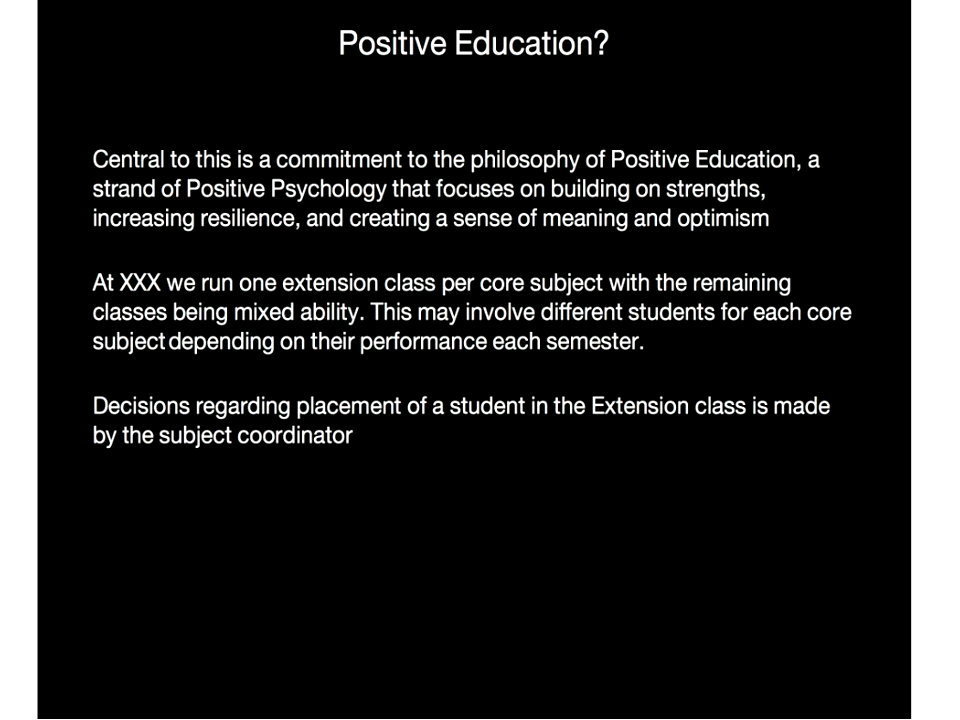 Positive Education?
Central to this is a commitment to the philosophy of Positive Education, a
strand of Positive Psychology that focuses on building on strengths,
increasing resilience, and creating a sense of meaning and optimism
At XXX we run one extension class per core subject with the remaining
classes being mixed ability. This may involve different students for each core
subject depending on their performance each semester.
Decisions regarding placement of a student in the Extension class is made
by the subject coordinator